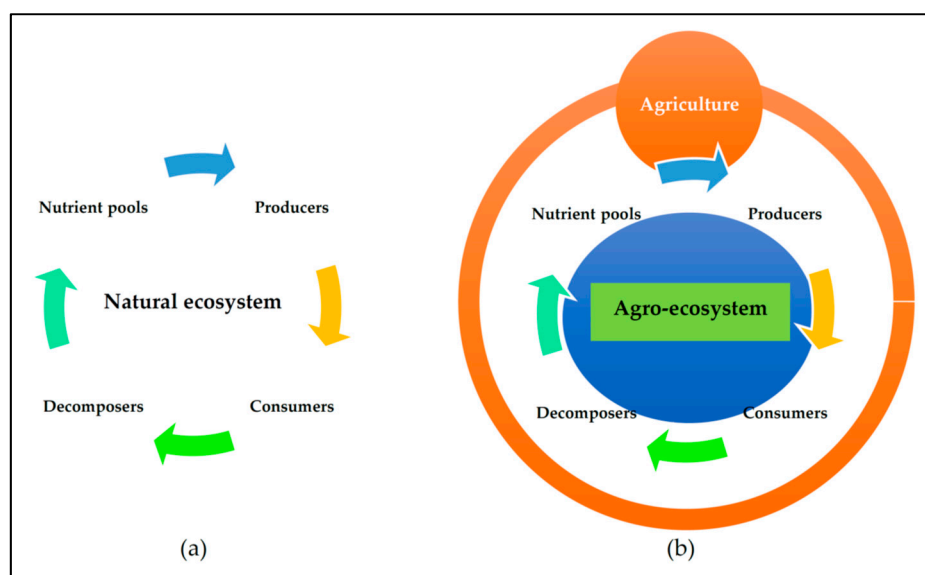 Nutrient pools
Producers
Natural ecosystem
Decomposers
Consumers
(a)
Agriculture
Nutrient pools
Producers
Agro-ecosystem
Decomposers
Consumers
(b)